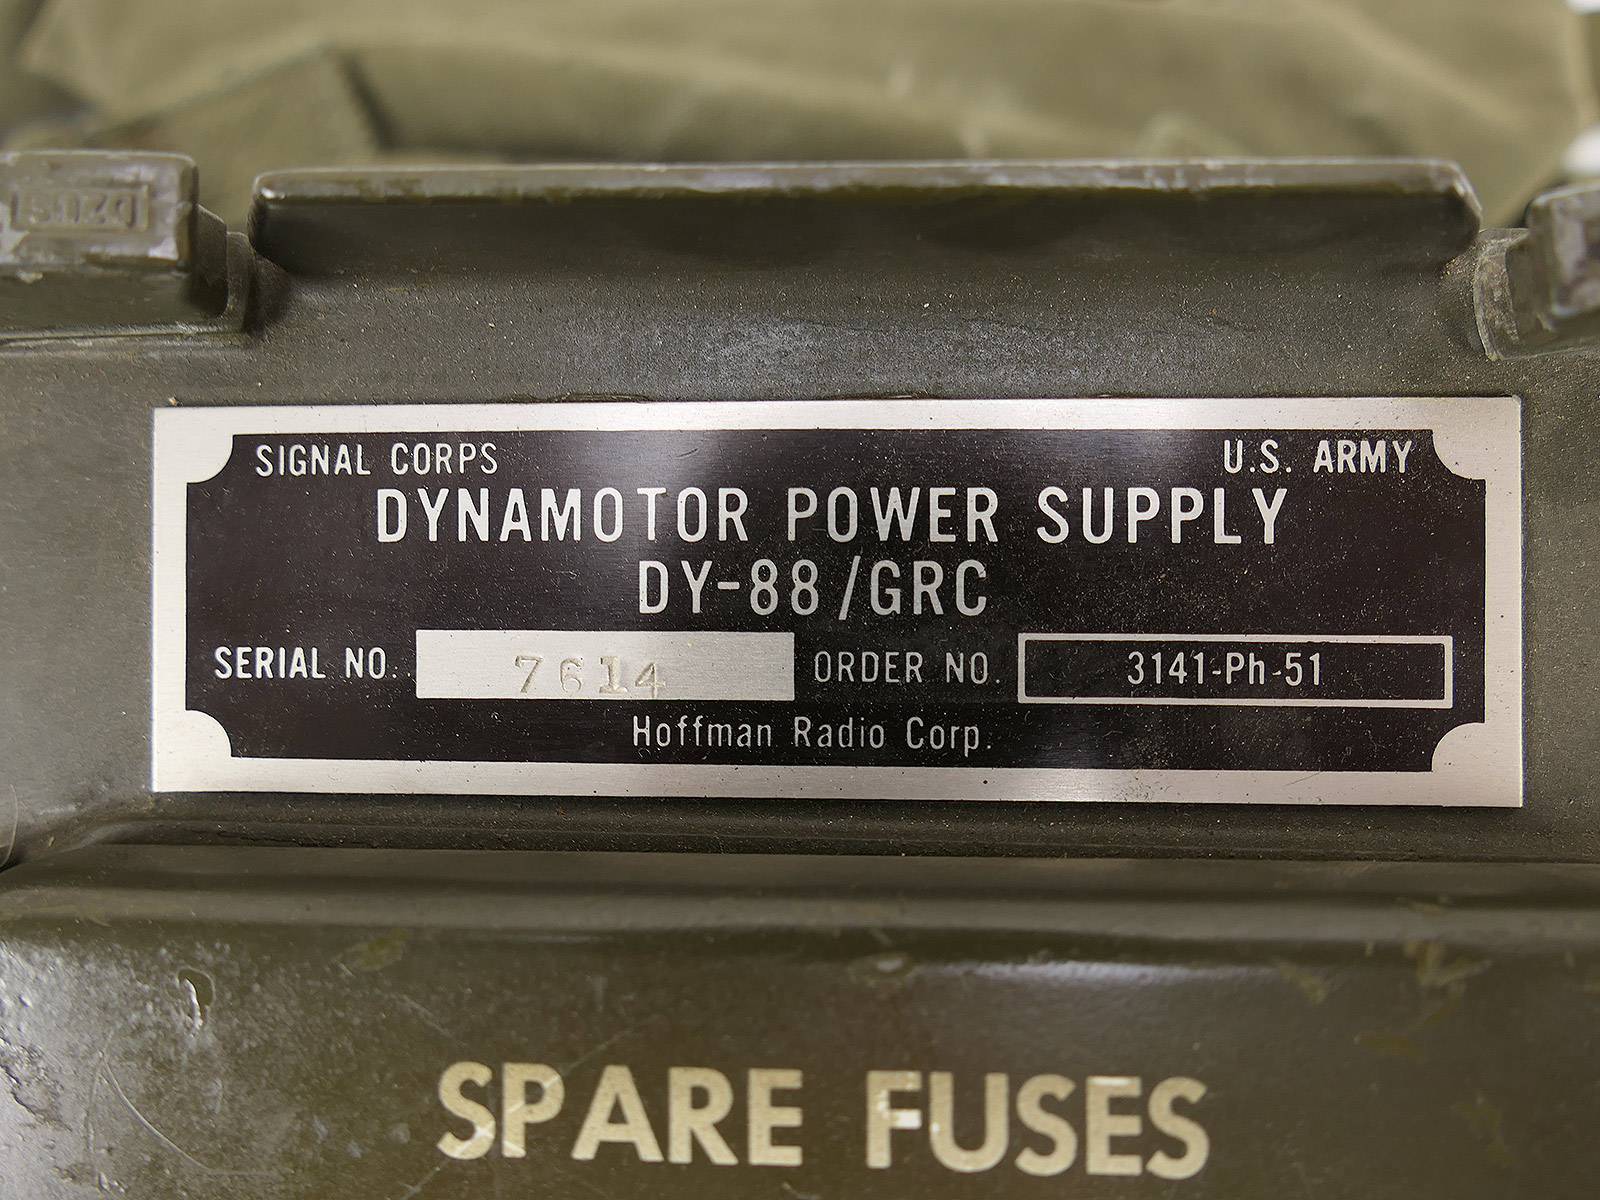 SIGNAL CORPS U.S. ARMY
DYNAMOTOR POWER SUPPLY
DY-88/GRC
SERIAL NO. 7614 ORDER NO. 3141-Ph-51
Hoffman Radio Corp.
SPARE FUSES